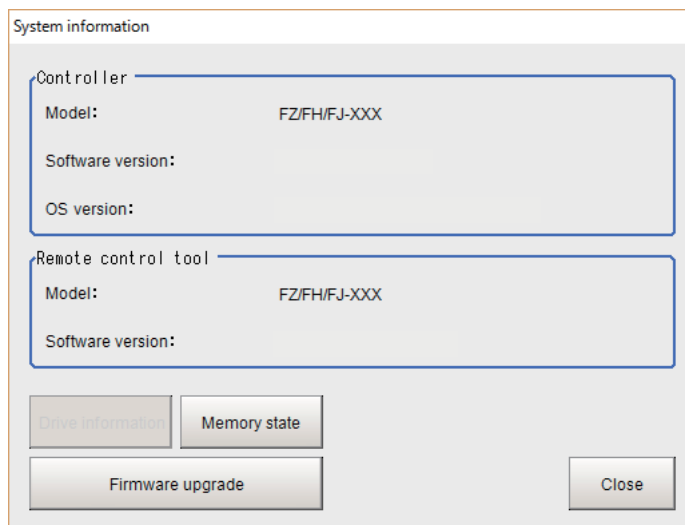 System information
Controller
Model: FZ/FH/FJ-XXX
Software version:
OS version:
Remote control tool
Model: FZ/FH/FJ-XXX
Software version:
Drive information Memory state
Firmware upgrade Close